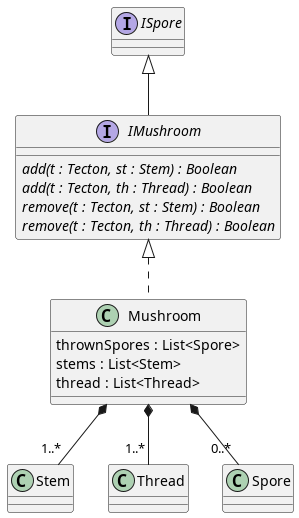 I ISpore
I IMushroom
add(t : Tecton, st : Stem) : Boolean
add(t : Tecton, th : Thread) : Boolean
remove(t : Tecton, st : Stem) : Boolean
remove(t : Tecton, th : Thread) : Boolean
C Mushroom
thrownSpores : List<Spore>
stems : List<Stem>
thread : List<Thread>
1..* 1..* 0..*
C Stem C Thread C Spore